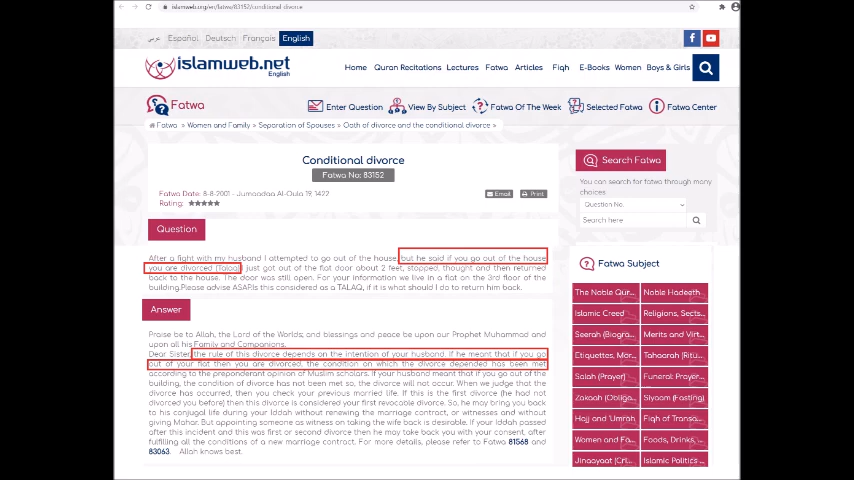 islamweb.org/en/fatwa/83152/conditional-divorce
عربي Español Deutsch Français English
islamweb.net
English
Home Quran Recitations Lectures Fatwa Articles Fiqh E-Books Women Boys & Girls
Fatwa
Enter Question View By Subject Fatwa Of The Week Selected Fatwa Fatwa Center
Fatwa > Women and Family > Separation of Spouses > Oath of divorce and the conditional divorce >
Conditional divorce
Fatwa No: 83152
Fatwa Date: 8-8-2001 - Jumaadaa Al-Oula 19, 1422
Email Print
Rating:
Question
After a fight with my husband I attempted to go out of the house, but he said if you go out of the house
you are divorced (Talaq) I just got out of the flat door about 2 feet, stopped, thought and then returned
back to the house. The door was still open. For your information we live in a flat on the 3rd floor of the
building.Please advise ASAP.Is this considered as a TALAQ, if it is what should I do to return him back.
Answer
Praise be to Allah, the Lord of the Worlds; and blessings and peace be upon our Prophet Muhammad and
upon all his Family and Companions.
Dear Sister, the rule of this divorce depends on the intention of your husband. If he meant that if you go
out of your flat then you are divorced, the condition on which the divorce depended has been met
according to the preponderant opinion of Muslim scholars. If your husband meant that if you go out of the
building, the condition of divorce has not been met so, the divorce will not occur. When we judge that the
divorce has occurred, then you check your previous married life. If this is the first divorce (he had not
divorced you before) then this divorce is considered your first revocable divorce. So, he may bring you back
to his conjugal life during your Iddah without renewing the marriage contract, or witnesses and without
giving Mahr. But appointing someone as witness on taking the wife back is desirable. If your Iddah passed
after this incident and this was first or second divorce then he may take you back with your consent, after
fulfilling all the conditions of a new marriage contract. For more details, please refer to Fatwa 81568 and
83063. Allah knows best.
Search Fatwa
You can search for fatwa through many
choices
Question No.
Search here
Fatwa Subject
The Noble Qur... Noble Hadeeth
Islamic Creed Religions, Sects...
Seerah (Biogra... Merits and Virt...
Etiquettes, Mor... Tahaarah (Ritu...
Salah (Prayer) Funeral: Prayer...
Zakaah (Obliga... Siyaam (Fasting)
Hajj and 'Umrah Fiqh of Transa...
Women and Fa... Foods, Drinks, ...
Jinaayaat (Cri... Islamic Politics ...